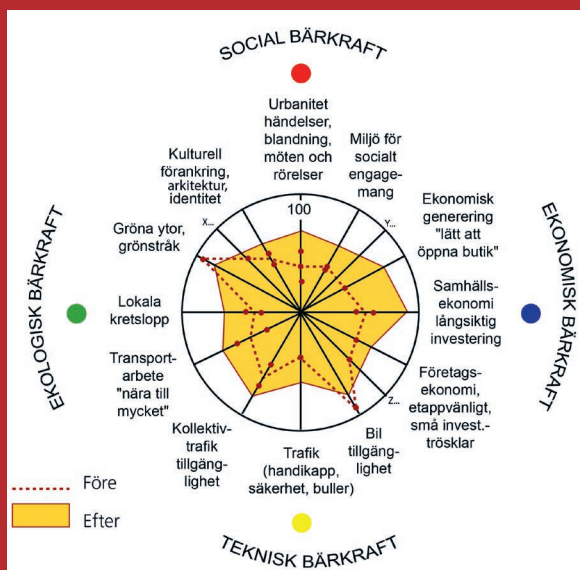 SOCIAL BÄRKRAFT
Urbanitet
händelser,
blandning,
möten och
rörelser
Miljö för
socialt
engage-
mang
Y...
Ekonomisk
generering
"lätt att
öppna butik"
EKONOMISK BÄRKRAFT
Samhälls-
ekonomi
långsiktig
investering
Företags-
ekonomi,
etappvänligt,
små invest.-
trösklar
Z...
Bil
tillgäng-
lighet
Trafik
(handikapp,
säkerhet, buller)
TEKNISK BÄRKRAFT
Kollektiv-
trafik
tillgäng-
lighet
Transport-
arbete
"nära till
mycket"
Lokala
kretslopp
EKOLOGISK BÄRKRAFT
Gröna ytor,
grönstråk
X...
Kulturell
förankring,
arkitektur,
identitet
100
Före
Efter